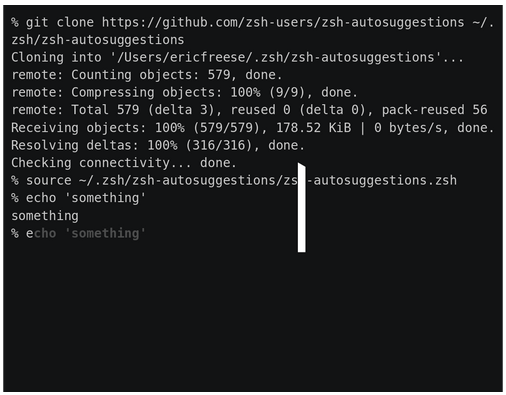 % git clone https://github.com/zsh-users/zsh-autosuggestions ~/.
zsh/zsh-autosuggestions
Cloning into '/Users/ericfreese/.zsh/zsh-autosuggestions'...
remote: Counting objects: 579, done.
remote: Compressing objects: 100% (9/9), done.
remote: Total 579 (delta 3), reused 0 (delta 0), pack-reused 56
Receiving objects: 100% (579/579), 178.52 KiB | 0 bytes/s, done.
Resolving deltas: 100% (316/316), done.
Checking connectivity... done.
% source ~/.zsh/zsh-autosuggestions/zsh-autosuggestions.zsh
% echo 'something'
something
% echo 'something'